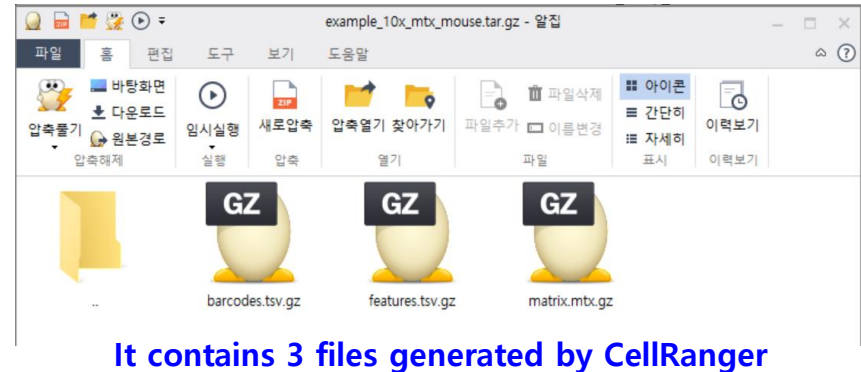 example_10x_mtx_mouse.tar.gz - 알집
파일 홈 편집 도구 보기 도움말
압축풀기
바탕화면
다운로드
원본경로
압축해제
임시실행
실행
ZIP
새로압축
압축
압축열기 찾아가기
열기
파일추가
파일삭제
이름변경
파일
아이콘
간단히
자세히
표시
이력보기
이력보기
..
GZ
barcodes.tsv.gz
GZ
features.tsv.gz
GZ
matrix.mtx.gz
It contains 3 files generated by CellRanger